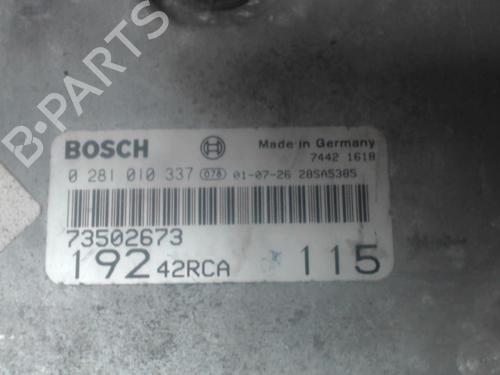 B-PARTS
BOSCH Made in Germany
7442 1618
0 281 010 337 078 01-07-26 28SA5385
73502673
192 42RCA 115